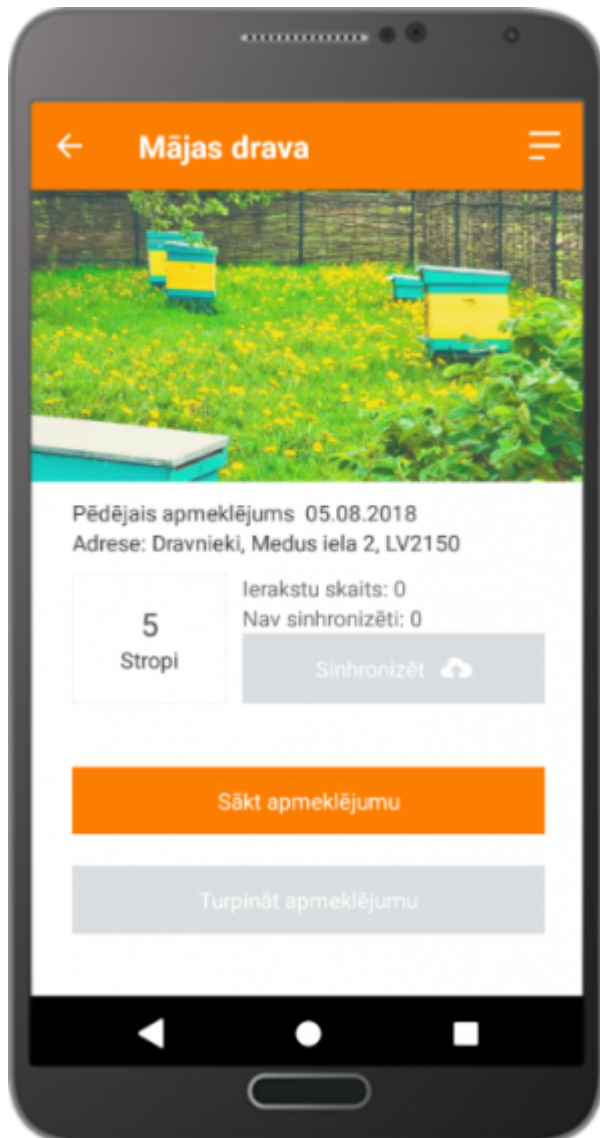 Mājas drava
Pēdējais apmeklējums 05.08.2018
Adrese: Dravnieki, Medus iela 2, LV2150
5
Stropi
Ierakstu skaits: 0
Nav sinhronizēti: 0
Sinhronizēt
Sākt apmeklējumu
Turpināt apmeklējumu